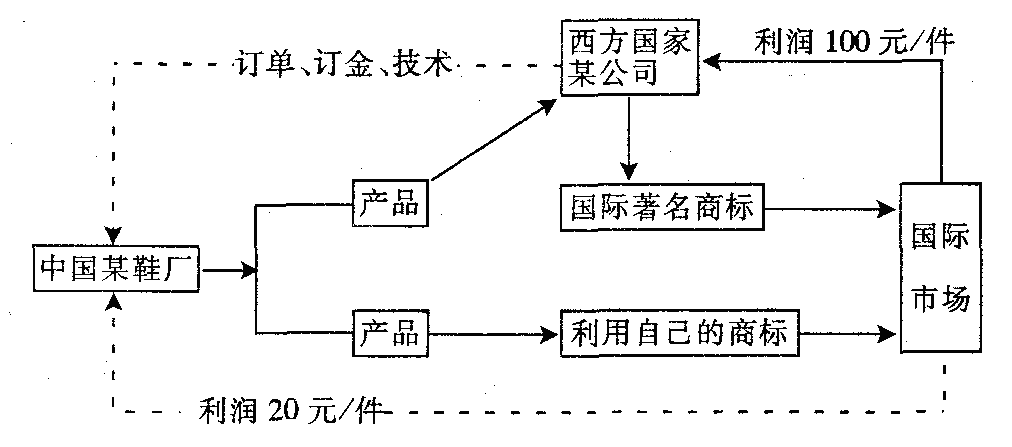 西方国家
某公司
利润 100 元/件
订单、订金、技术
产品
国际著名商标
国际
市场
中国某鞋厂
产品
利用自己的商标
利润 20 元/件